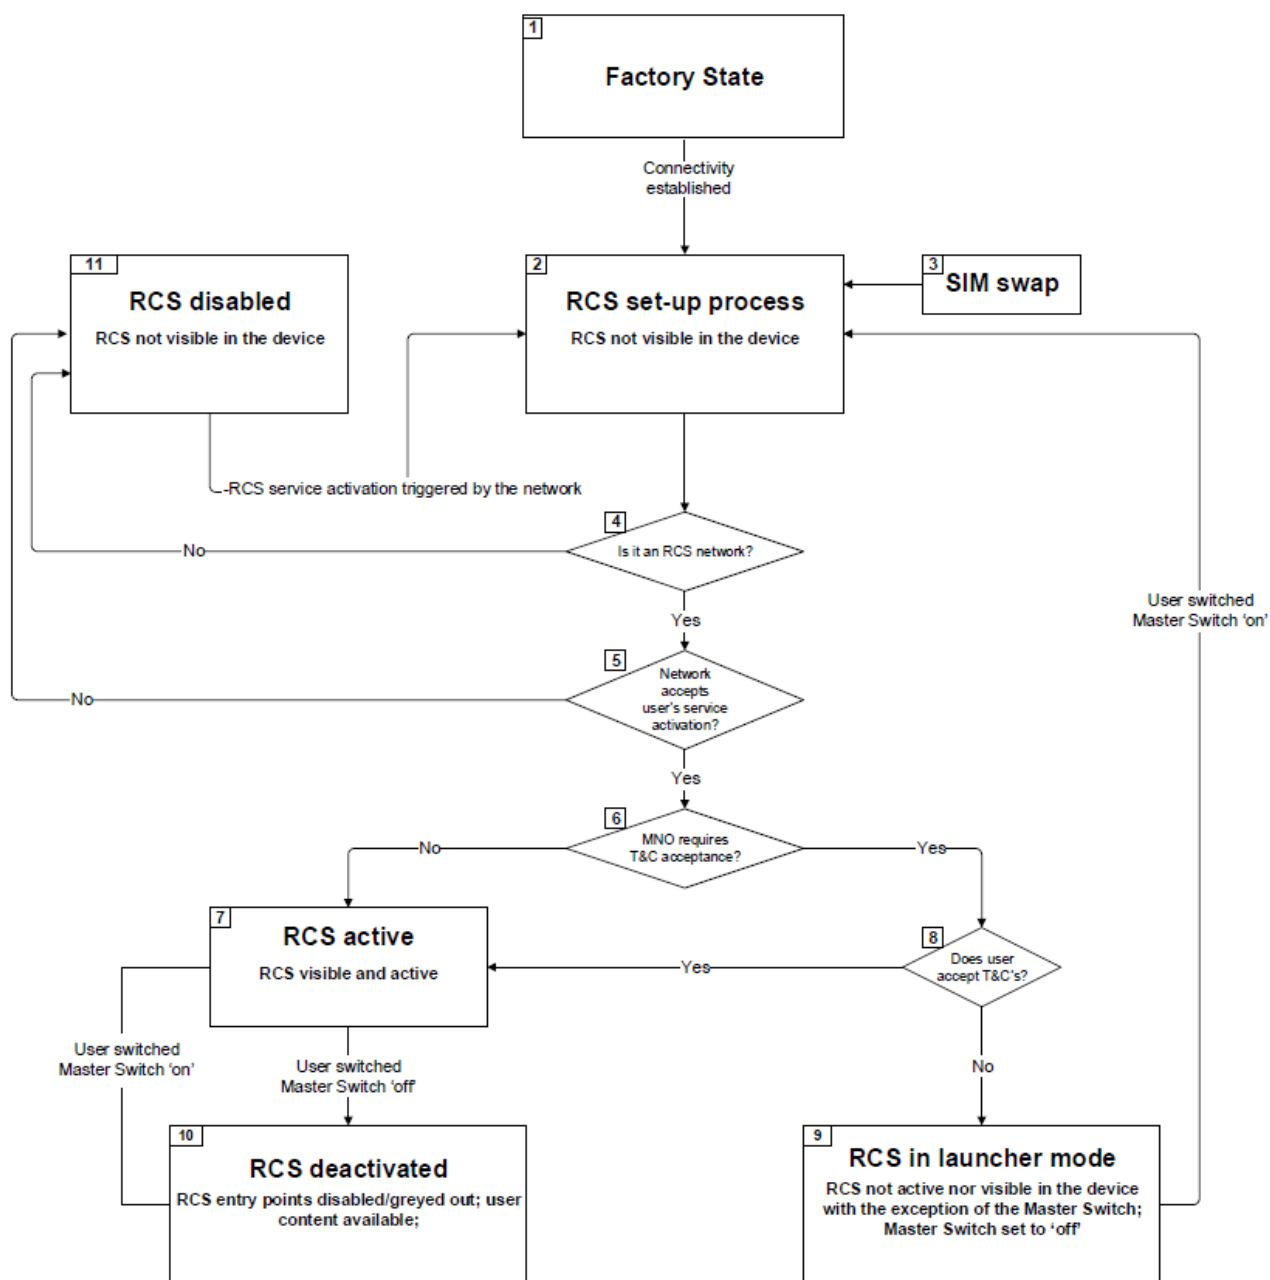 1
Factory State
Connectivity
established
11
RCS disabled
RCS not visible in the device
2
RCS set-up process
RCS not visible in the device
3
SIM swap
-RCS service activation triggered by the network
4
Is it an RCS network?
No
Yes
User switched
Master Switch ‘on’
5
Network
accepts
user’s service
activation?
No
Yes
6
MNO requires
T&C acceptance?
No
Yes
7
RCS active
RCS visible and active
8
Does user
accept T&C’s?
Yes
User switched
Master Switch ‘on’
User switched
Master Switch ‘off’
No
10
RCS deactivated
RCS entry points disabled/greyed out; user
content available;
9
RCS in launcher mode
RCS not active nor visible in the device
with the exception of the Master Switch;
Master Switch set to ‘off’